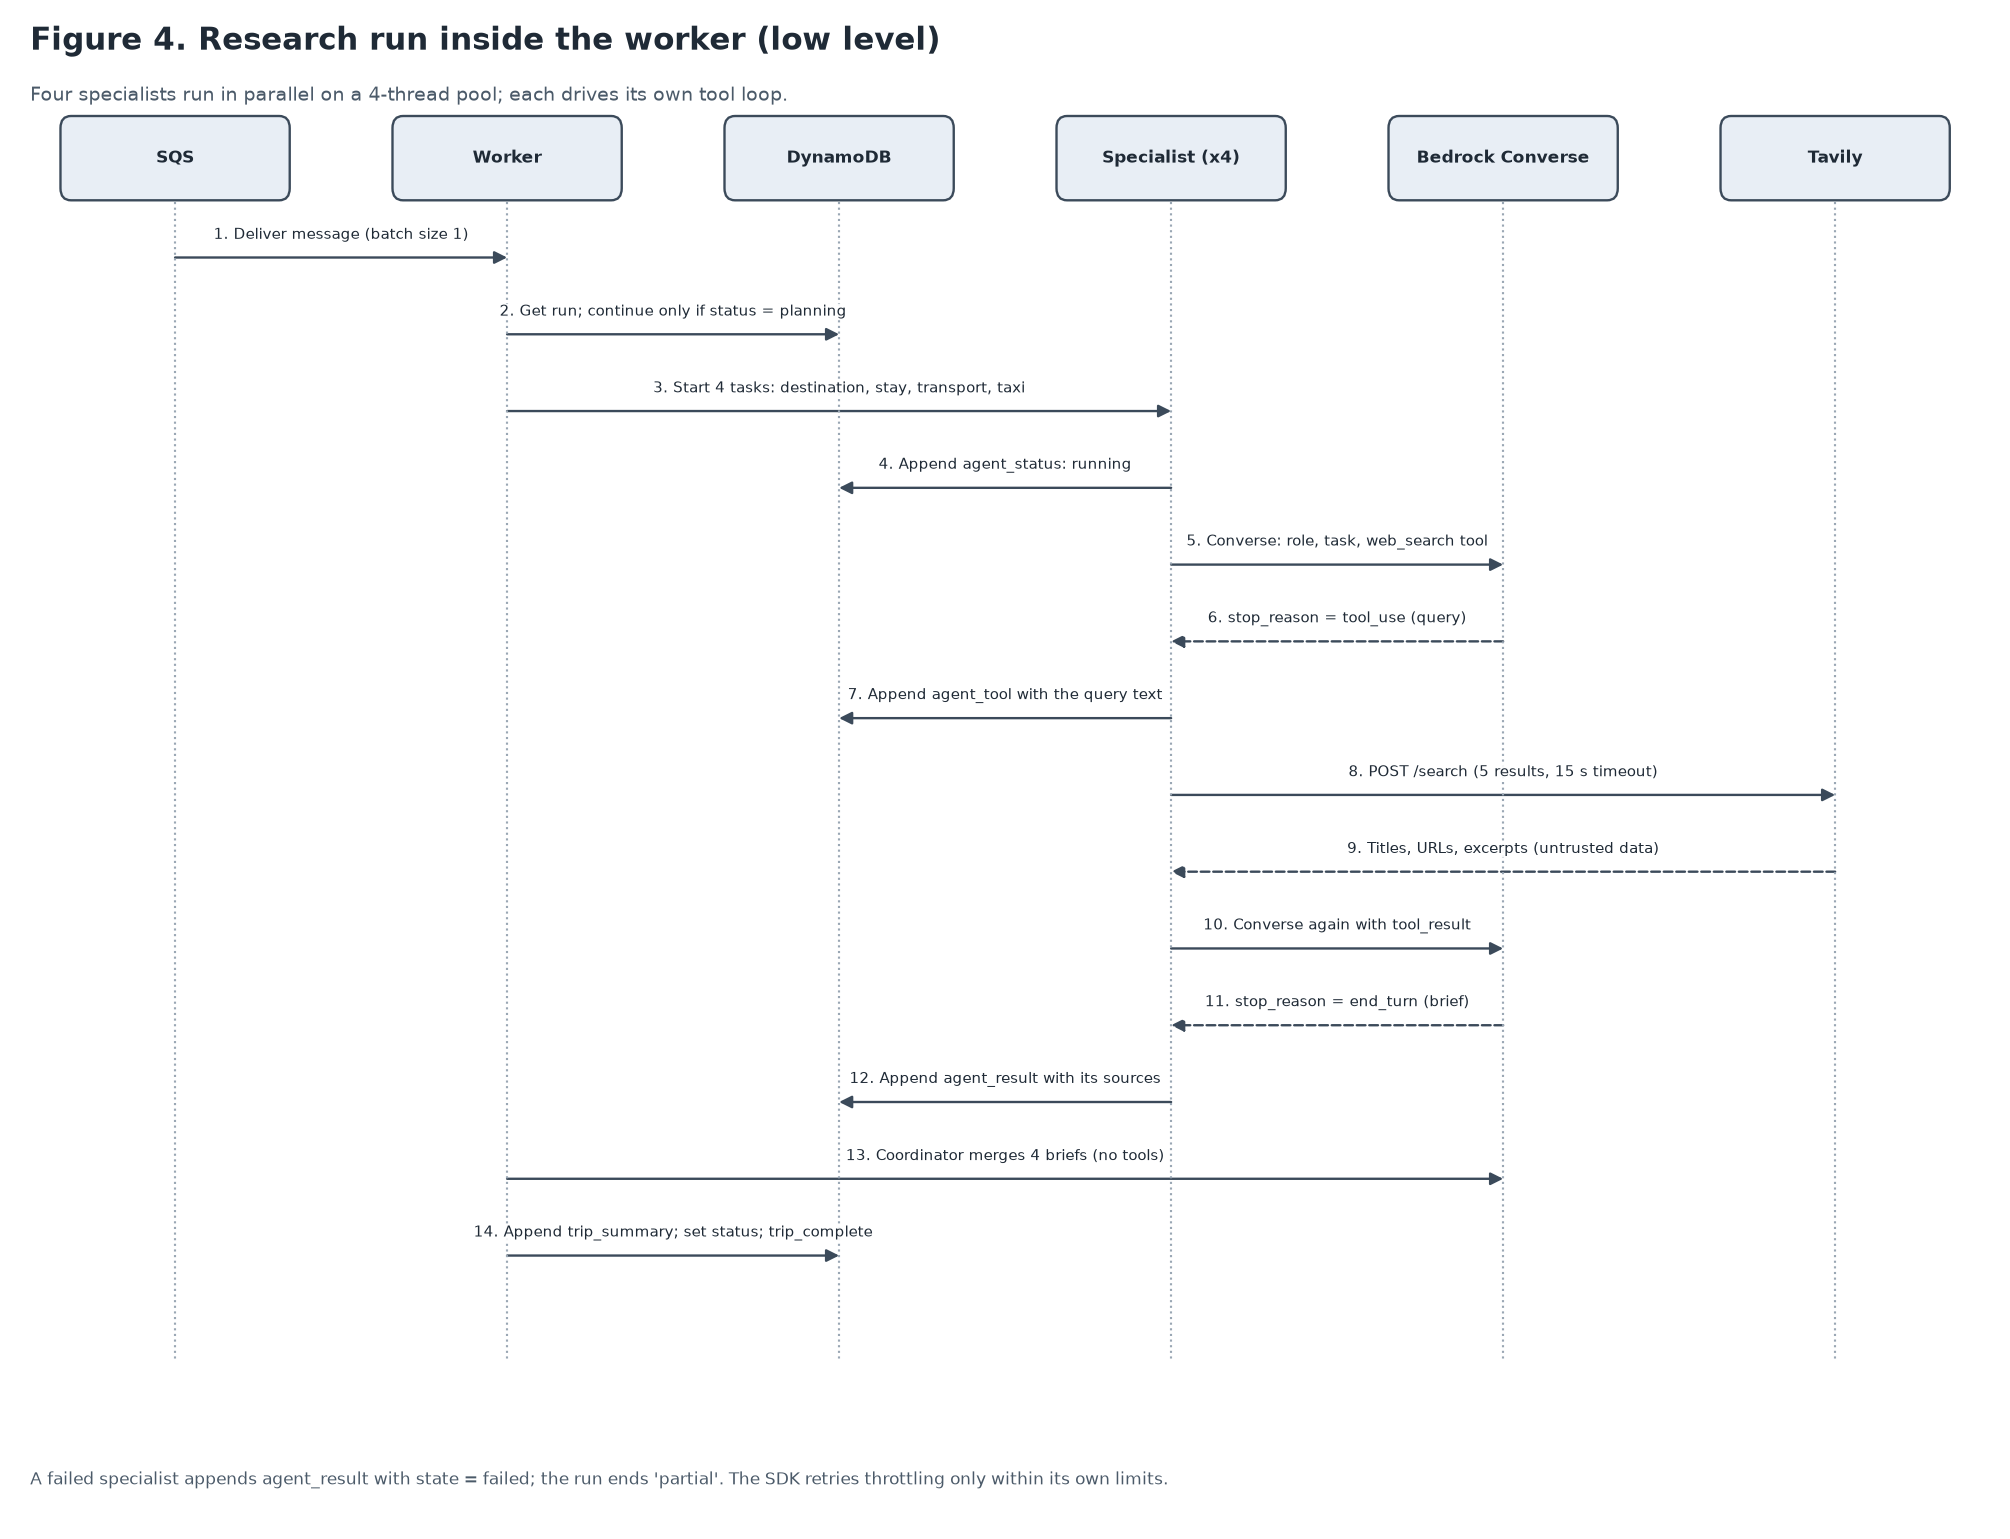 Figure 4. Research run inside the worker (low level)
Four specialists run in parallel on a 4-thread pool; each drives its own tool loop.
SQS
Worker
DynamoDB
Specialist (x4)
Bedrock Converse
Tavily
1. Deliver message (batch size 1)
2. Get run; continue only if status = planning
3. Start 4 tasks: destination, stay, transport, taxi
4. Append agent_status: running
5. Converse: role, task, web_search tool
6. stop_reason = tool_use (query)
7. Append agent_tool with the query text
8. POST /search (5 results, 15 s timeout)
9. Titles, URLs, excerpts (untrusted data)
10. Converse again with tool_result
11. stop_reason = end_turn (brief)
12. Append agent_result with its sources
13. Coordinator merges 4 briefs (no tools)
14. Append trip_summary; set status; trip_complete
A failed specialist appends agent_result with state = failed; the run ends 'partial'. The SDK retries throttling only within its own limits.